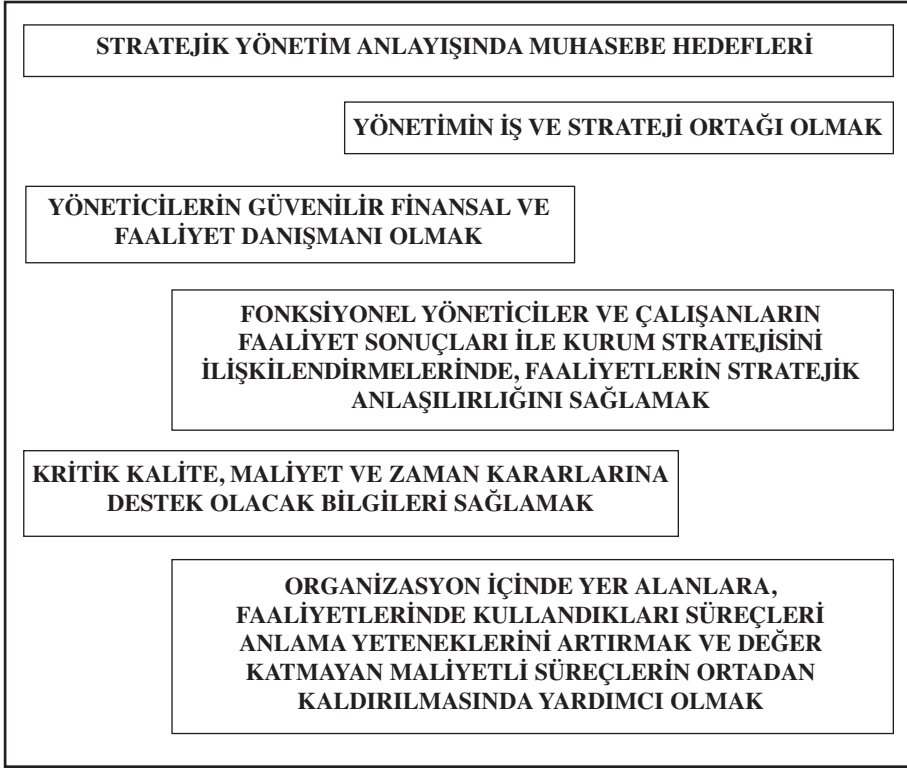 STRATEJİK YÖNETİM ANLAYIŞINDA MUHASEBE HEDEFLERİ
YÖNETİMİN İŞ VE STRATEJİ ORTAĞI OLMAK
YÖNETİCİLERİN GÜVENİLİR FİNANSAL VE
FAALİYET DANIŞMANI OLMAK
FONKSİYONEL YÖNETİCİLER VE ÇALIŞANLARIN
FAALİYET SONUÇLARI İLE KURUM STRATEJİSİNİ
İLİŞKİLENDİRMELERİNDE, FAALİYETLERİN STRATEJİK
ANLAŞILIRLIĞINI SAĞLAMAK
KRİTİK KALİTE, MALİYET VE ZAMAN KARARLARINA
DESTEK OLACAK BİLGİLERİ SAĞLAMAK
ORGANİZASYON İÇİNDE YER ALANLARA,
FAALİYETLERİNDE KULLANDIKLARI SÜREÇLERİ
ANLAMA YETENEKLERİNİ ARTIRMAK VE DEĞER
KATMAYAN MALİYETLİ SÜREÇLERİN ORTADAN
KALDIRILMASINDA YARDIMCI OLMAK